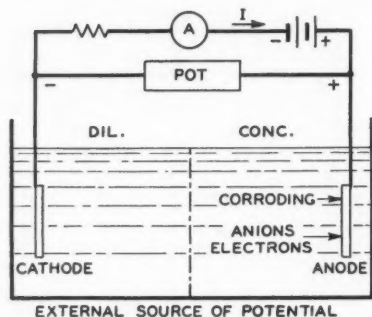 A
I
- +
POT
- +
DIL. CONC.
CORRODING
ANIONS
ELECTRONS
CATHODE ANODE
EXTERNAL SOURCE OF POTENTIAL